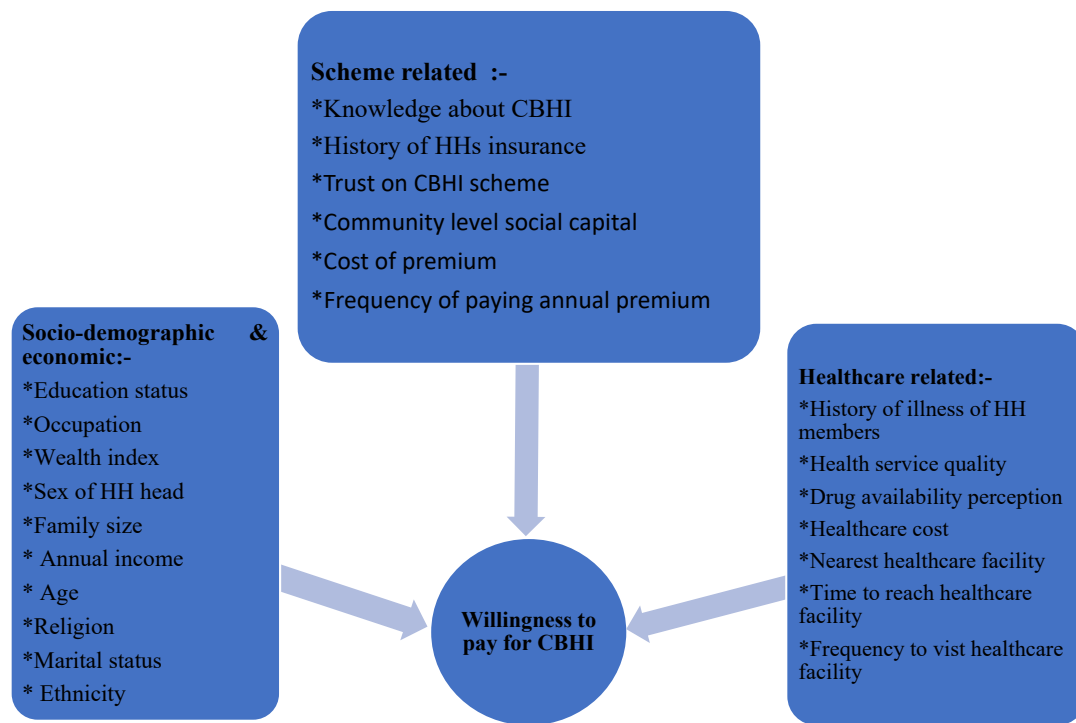 Scheme related :-
*Knowledge about CBHI
*History of HHs insurance
*Trust on CBHI scheme
*Community level social capital
*Cost of premium
*Frequency of paying annual premium
Socio-demographic &
economic:-
*Education status
*Occupation
*Wealth index
*Sex of HH head
*Family size
* Annual income
* Age
* Religion
* Marital status
* Ethnicity
Healthcare related:-
*History of illness of HH
members
*Health service quality
*Drug availability perception
*Healthcare cost
*Nearest healthcare facility
*Time to reach healthcare
facility
*Frequency to vist healthcare
facility
Willingness to
pay for CBHI